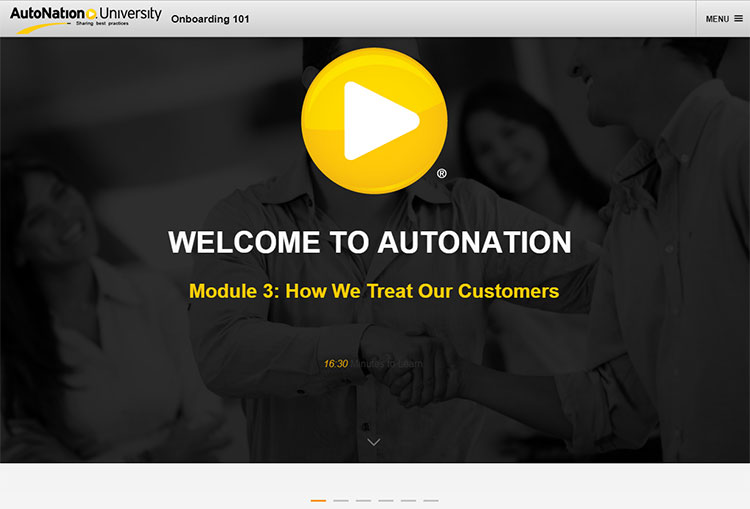 AutoNation University
Sharing best practices
Onboarding 101
MENU
®
WELCOME TO AUTONATION
Module 3: How We Treat Our Customers
16:30 Minutes to Learn